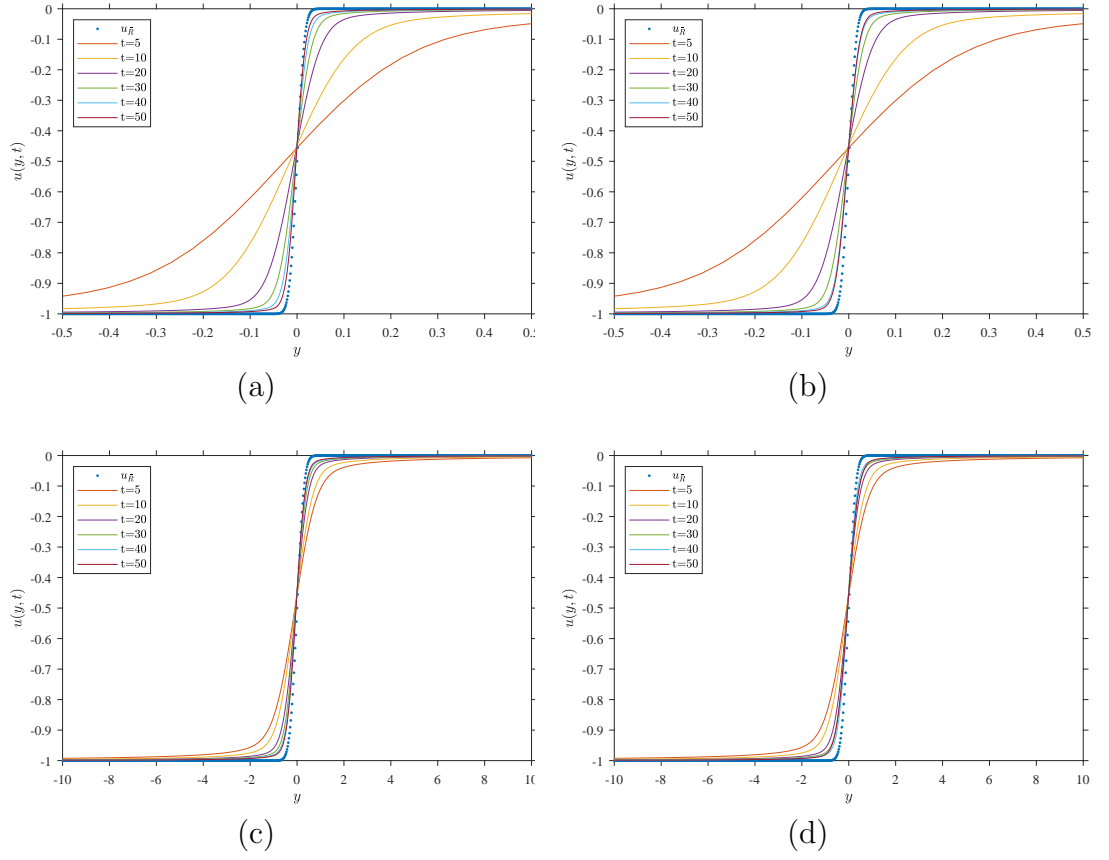 0
-0.1
-0.2
-0.3
-0.4
-0.5
-0.6
-0.7
-0.8
-0.9
-1
u(y, t)
-0.5
-0.4
-0.3
-0.2
-0.1
0
0.1
0.2
0.3
0.4
0.5
y
u_R̃
t=5
t=10
t=20
t=30
t=40
t=50
(a)
0
-0.1
-0.2
-0.3
-0.4
-0.5
-0.6
-0.7
-0.8
-0.9
-1
u(y, t)
-0.5
-0.4
-0.3
-0.2
-0.1
0
0.1
0.2
0.3
0.4
0.5
y
u_R̃
t=5
t=10
t=20
t=30
t=40
t=50
(b)
0
-0.1
-0.2
-0.3
-0.4
-0.5
-0.6
-0.7
-0.8
-0.9
-1
u(y, t)
-10
-8
-6
-4
-2
0
2
4
6
8
10
y
u_R̃
t=5
t=10
t=20
t=30
t=40
t=50
(c)
0
-0.1
-0.2
-0.3
-0.4
-0.5
-0.6
-0.7
-0.8
-0.9
-1
u(y, t)
-10
-8
-6
-4
-2
0
2
4
6
8
10
y
u_R̃
t=5
t=10
t=20
t=30
t=40
t=50
(d)